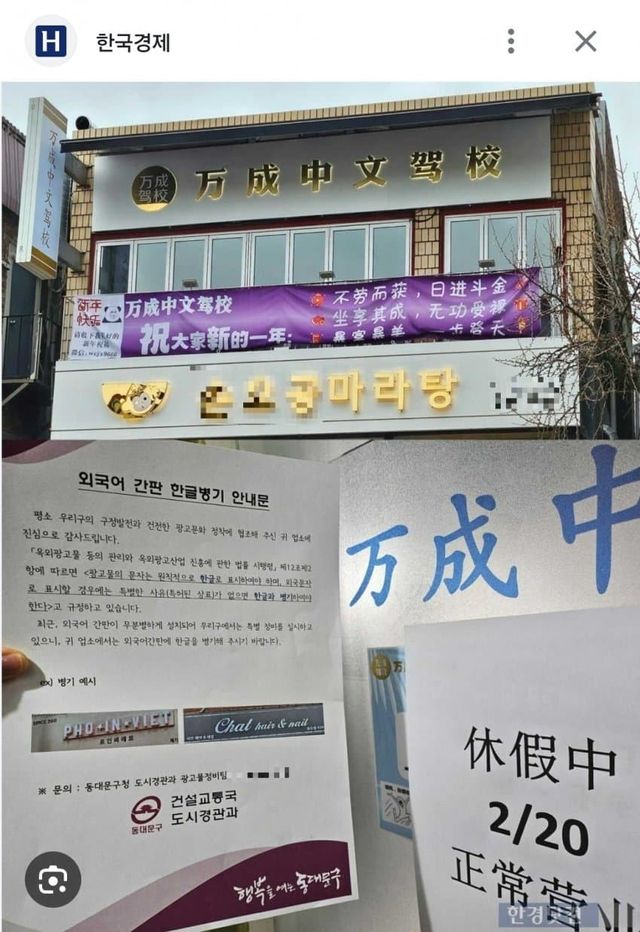 H 한국경제
万成中文驾校
万成
驾校
万成中文驾校
新年
快乐
万成中文驾校
祝大家新的一年:
不劳而获,日进斗金
坐享其成,无功受禄
마라탕
외국어 간판 한글병기 안내문
평소 우리구의 구정발전과 건전한 광고문화 정착에 협조해 주신 귀 업소에
진심으로 감사드립니다.
「옥외광고물 등의 관리와 옥외광고산업 진흥에 관한 법률 시행령」 제12조제2
항에 따르면 <광고물의 문자는 원칙적으로 한글로 표시하여야 하며, 외국문자
로 표시할 경우에는 특별한 사유(특허된 상표)가 없으면 한글과 병기하여야
한다>고 규정하고 있습니다.
최근, 외국어 간판이 무분별하게 설치되어 우리구에서는 특별 정비를 실시하고
있으니, 귀 업소에서는 외국어간판에 한글을 병기해 주시기 바랍니다.
ex) 병기 예시
PHO·IN·VIET
포인비에트
Chal hair & nail
※ 문의 : 동대문구청 도시경관과 광고물정비팀
동대문구
건설교통국
도시경관과
행복을 여는 동대문구
万成中
休假中
2/20
正常营
한경닷컴